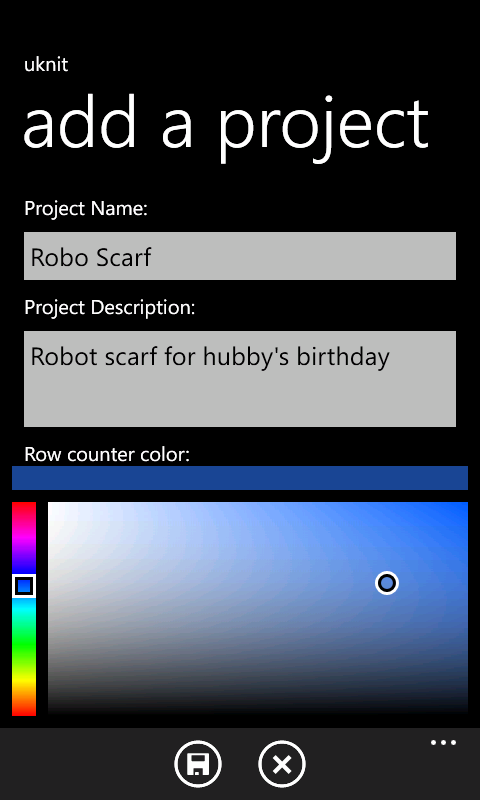 uknit
add a project
Project Name:
Robo Scarf
Project Description:
Robot scarf for hubby's birthday
Row counter color: